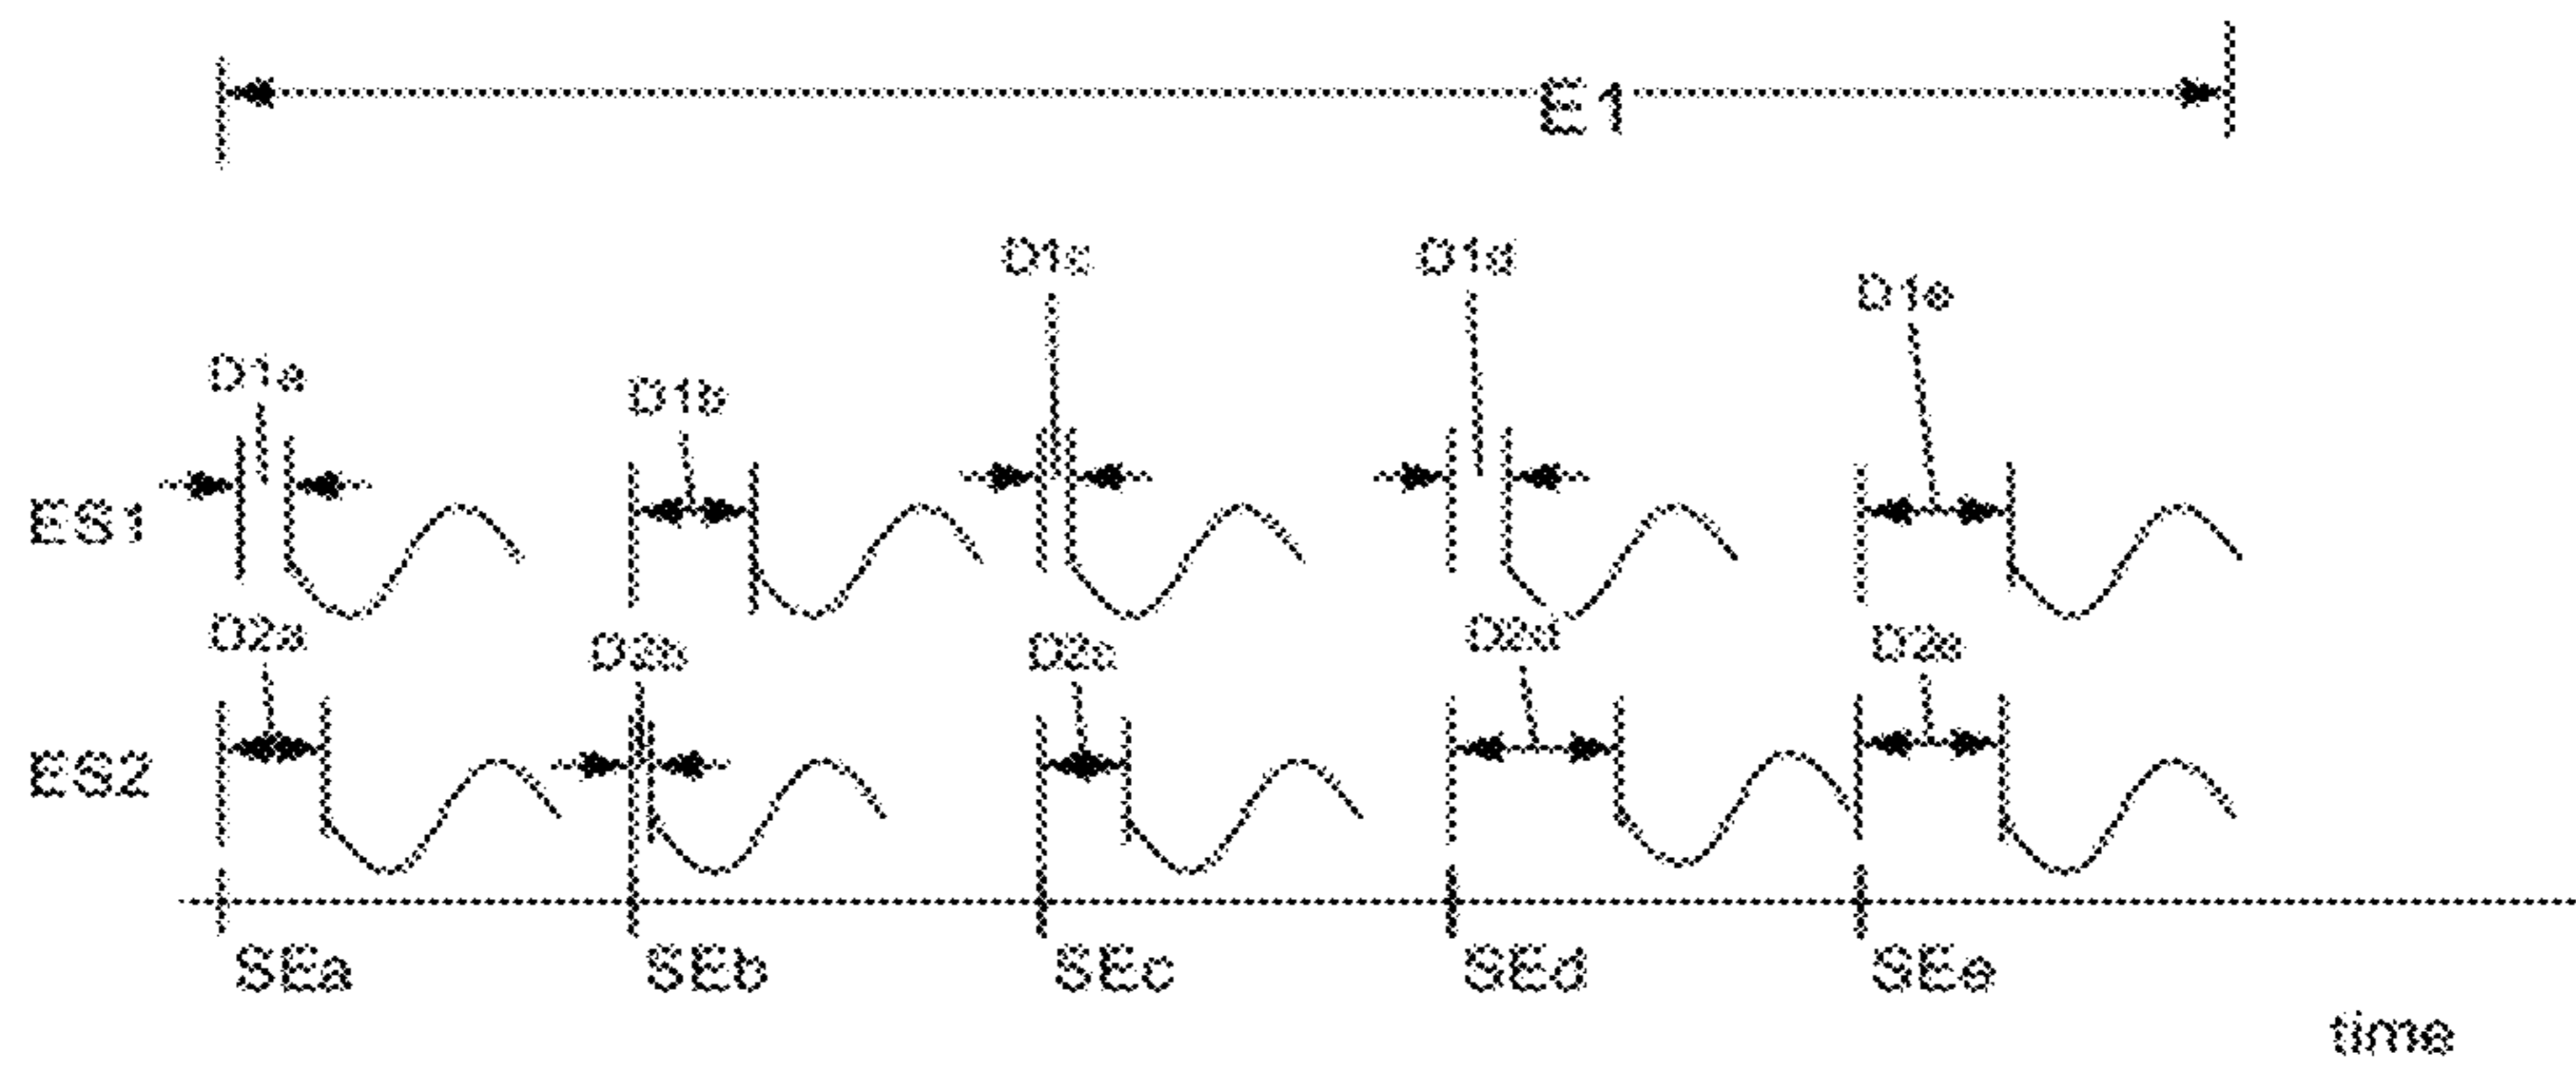 E1
D1c D1d
D1e
D1a D1b
ES1
D2a D2b D2c D2d D2e
ES2
SEa SEb SEc SEd SEe
time